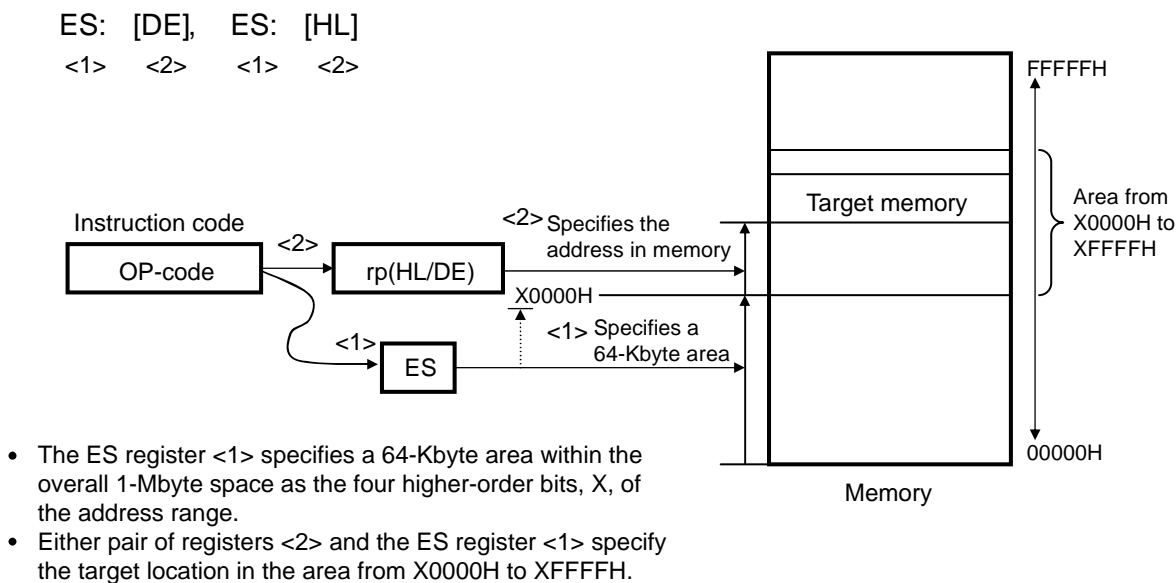 ES: [DE], ES: [HL]
<1> <2> <1> <2>
FFFFFH
Target memory
Area from
X0000H to
XFFFFH
Instruction code
OP-code
<2>
rp(HL/DE)
<2> Specifies the
address in memory
X0000H
<1>
ES
<1> Specifies a
64-Kbyte area
00000H
Memory
• The ES register <1> specifies a 64-Kbyte area within the
overall 1-Mbyte space as the four higher-order bits, X, of
the address range.
• Either pair of registers <2> and the ES register <1> specify
the target location in the area from X0000H to XFFFFH.